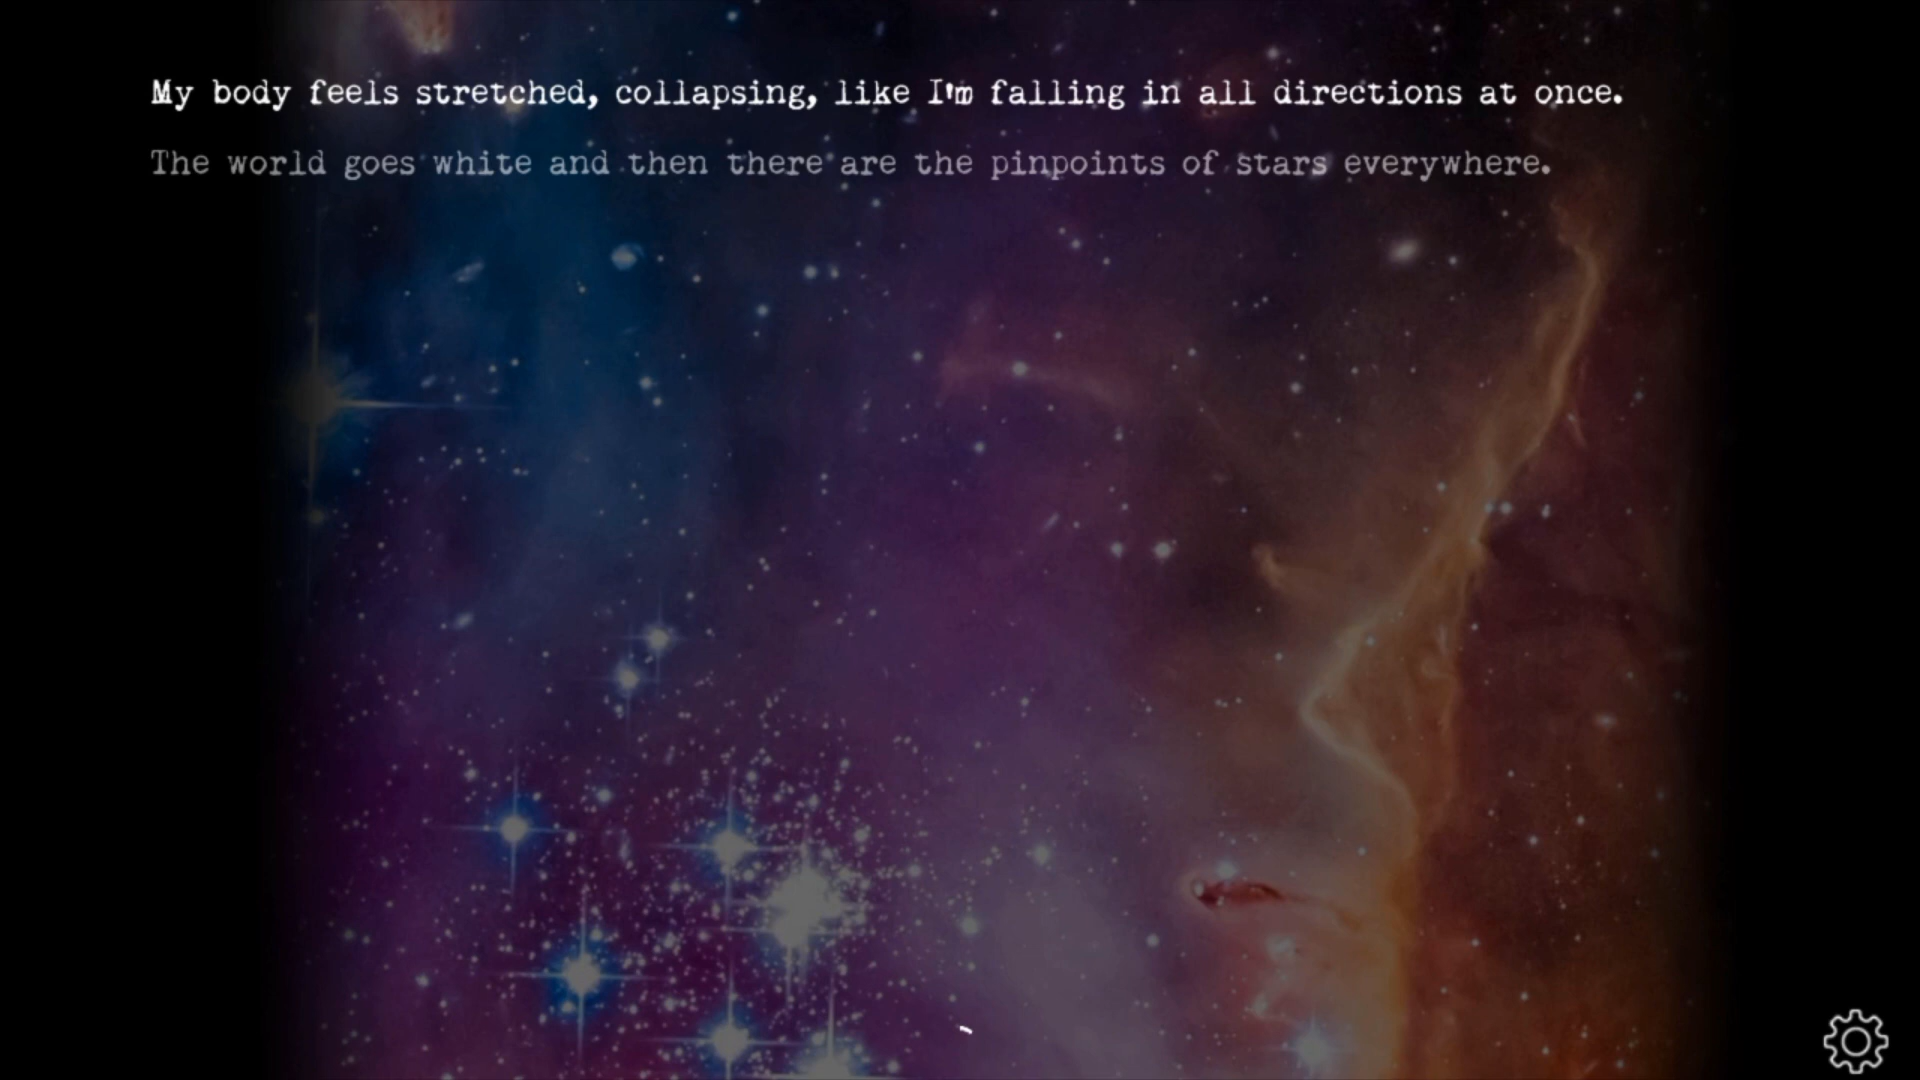 My body feels stretched, collapsing, like I'm falling in all directions at once.
The world goes white and then there are the pinpoints of stars everywhere.